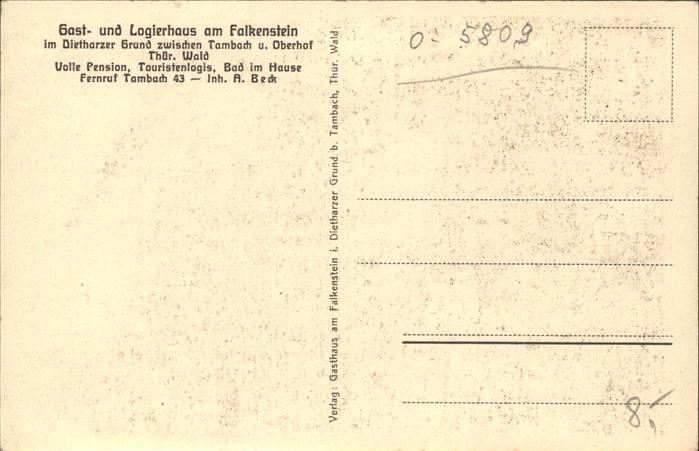 Gast- und Logierhaus am Falkenstein
im Dietharzer Grund zwischen Tambach u. Oberhof
Thür. Wald
Volle Pension, Touristenlogis, Bad im Hause
Fernruf Tambach 43 — Inh. A. Beck
Verlag: Gasthaus am Falkenstein i. Dietharzer Grund b. Tambach, Thür. Wald.
0- 5809
8,-